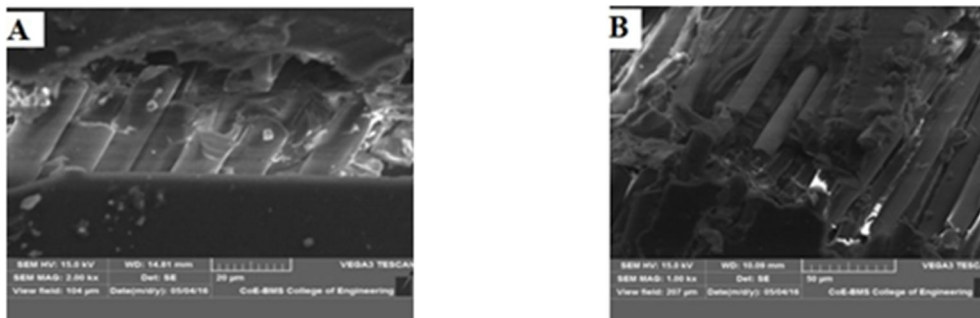 A
SEM HV: 15.0 kV WD: 14.81 mm VEGA3 TESCAN
SEM MAG: 2.00 kx Det: SE 20 µm
View field: 104 µm Date(m/d/y): 05/04/16 CoE-BMS College of Engineering
B
SEM HV: 15.0 kV WD: 10.09 mm VEGA3 TESCAN
SEM MAG: 1.00 kx Det: SE 50 µm
View field: 207 µm Date(m/d/y): 05/04/16 CoE-BMS College of Engineering